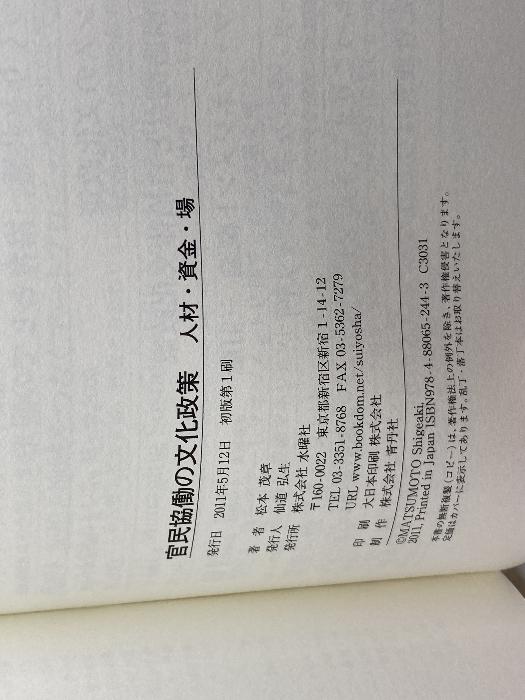 官民協働の文化政策　人材・資金・場
発行日　2011年5月12日　初版第1刷
著　者　松本 茂章
発行人　仙道 弘生
発行所　株式会社 水曜社
〒160-0022　東京都新宿区新宿 1-14-12
TEL 03-3351-8768　FAX 03-5362-7279
URL www.bookdom.net/suiyosha/
印　刷　大日本印刷 株式会社
制　作　株式会社 青丹社
©MATSUMOTO Shigeaki,
2011, Printed in Japan ISBN978-4-88065-244-3　C3031
本書の無断複製（コピー）は、著作権法上の例外を除き、著作権侵害となります。
定価はカバーに表示してあります。乱丁・落丁本はお取り替えいたします。